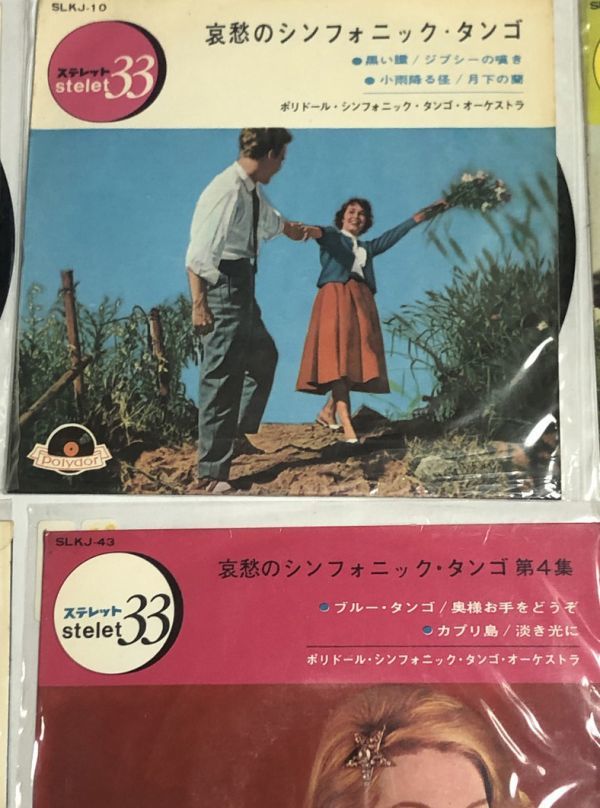 SLKJ-10
哀愁のシンフォニック・タンゴ
ステレット
stelet 33
●黒い瞳/ジプシーの嘆き
●小雨降る径/月下の蘭
ポリドール・シンフォニック・タンゴ・オーケストラ
Polydor
SLKJ-43
哀愁のシンフォニック・タンゴ 第4集
ステレット
stelet 33
●ブルー・タンゴ/奥様お手をどうぞ
●カプリ島/淡き光に
ポリドール・シンフォニック・タンゴ・オーケストラ